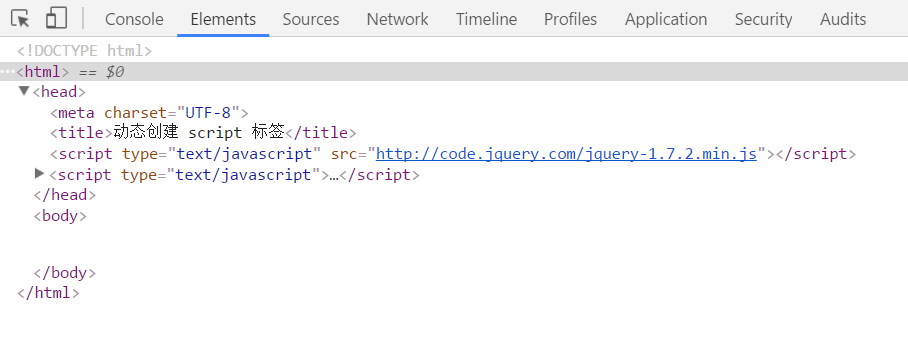 Console Elements Sources Network Timeline Profiles Application Security Audits
<!DOCTYPE html>
…<html> == $0
▼<head>
<meta charset="UTF-8">
<title>动态创建 script 标签</title>
<script type="text/javascript" src="http://code.jquery.com/jquery-1.7.2.min.js"></script>
▶<script type="text/javascript">…</script>
</head>
<body>
</body>
</html>